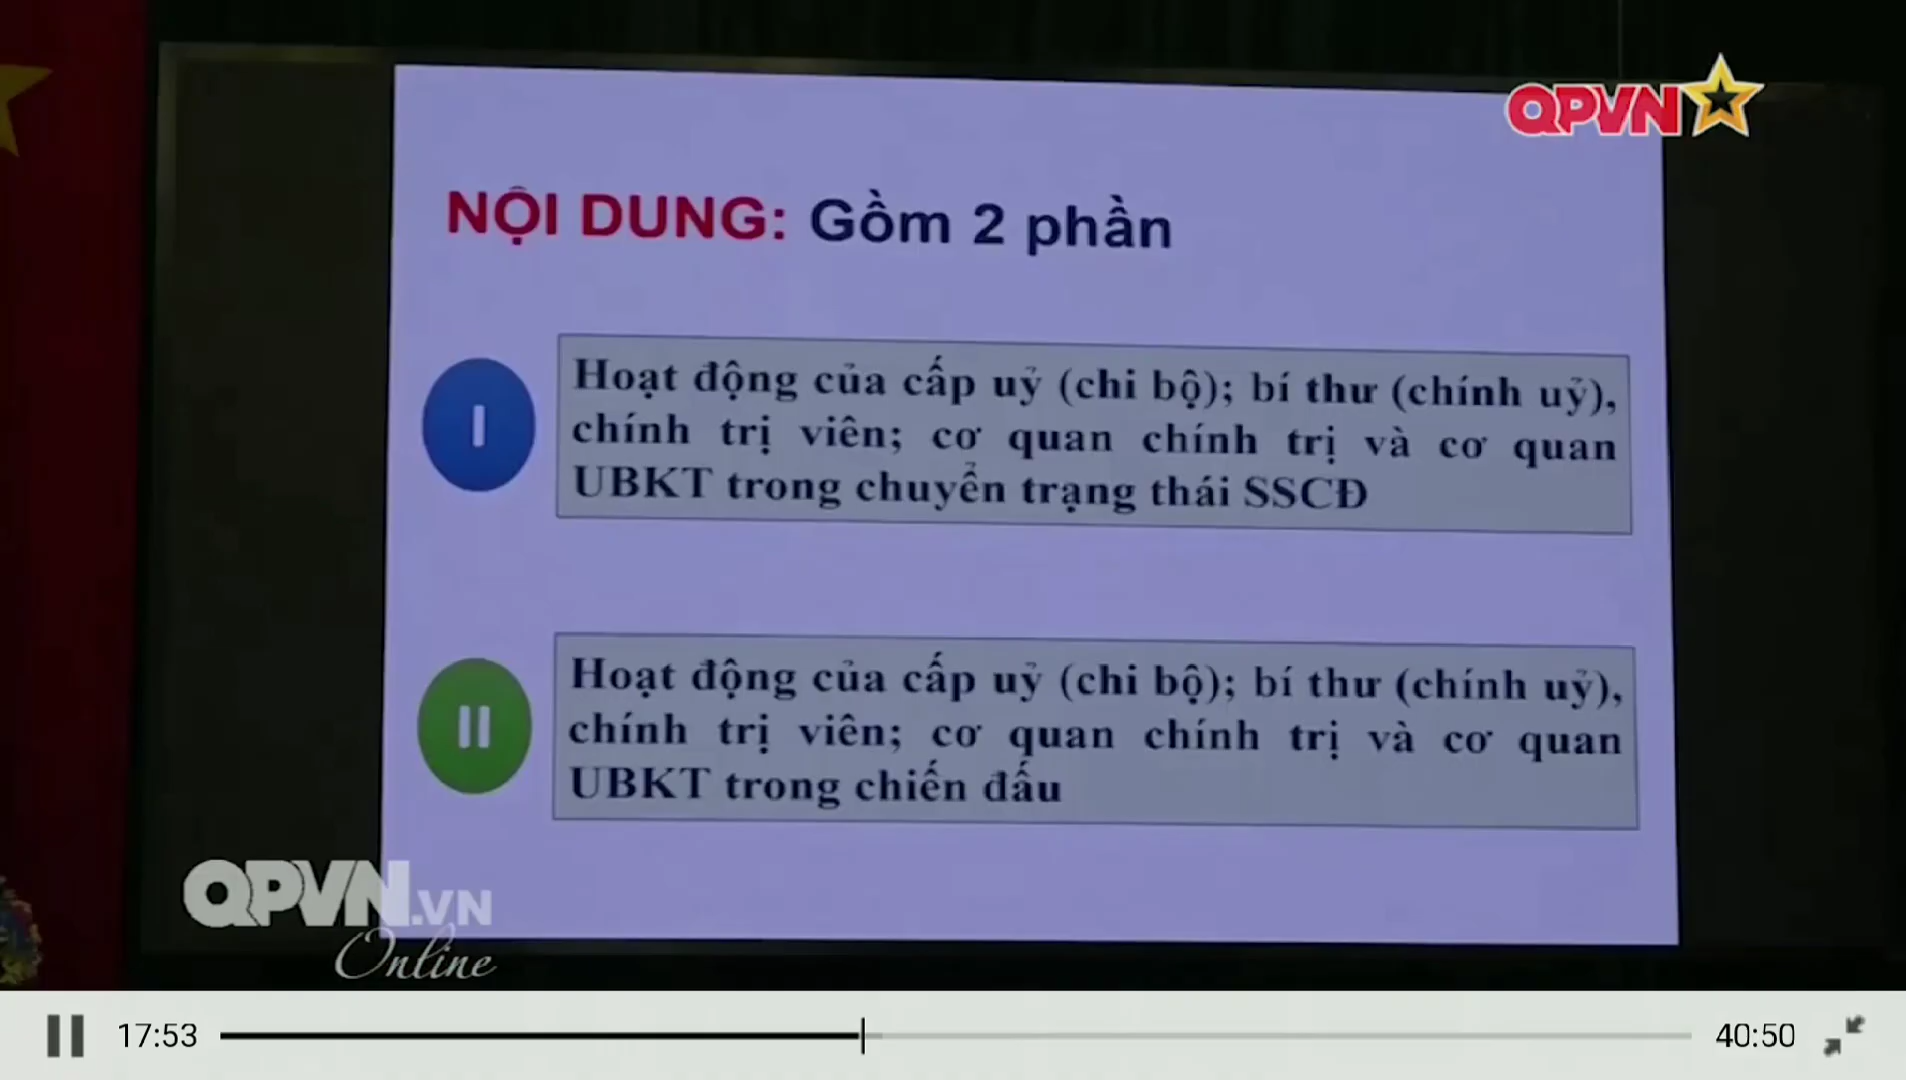 QPVN
NỘI DUNG: Gồm 2 phần
I
Hoạt động của cấp uỷ (chi bộ); bí thư (chính uỷ),
chính trị viên; cơ quan chính trị và cơ quan
UBKT trong chuyển trạng thái SSCĐ
II
Hoạt động của cấp uỷ (chi bộ); bí thư (chính uỷ),
chính trị viên; cơ quan chính trị và cơ quan
UBKT trong chiến đấu
QPVN.VN
Online
17:53
40:50